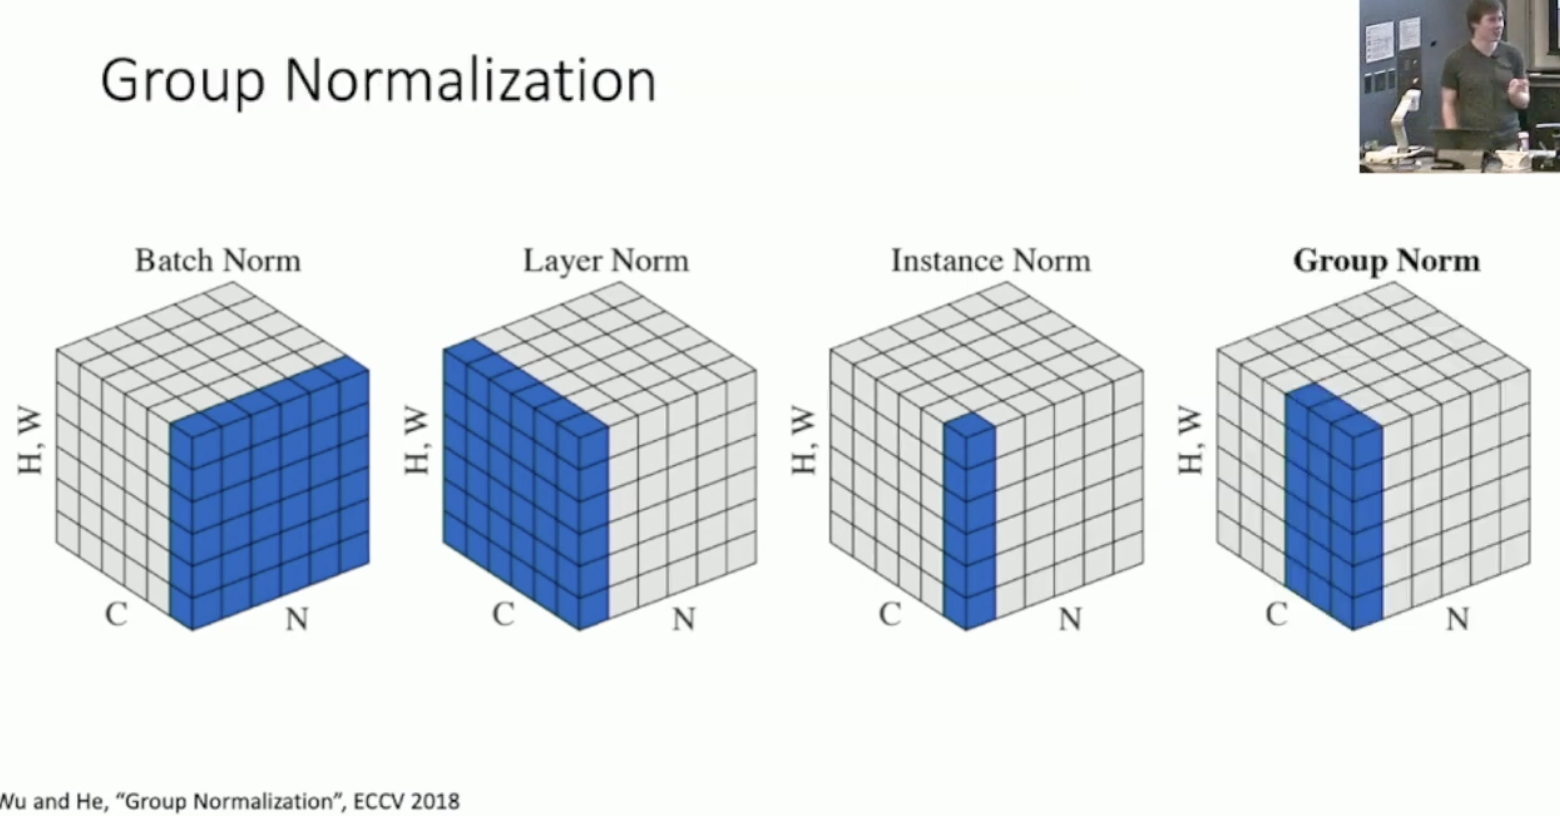 Group Normalization
Batch Norm
Layer Norm
Instance Norm
Group Norm
H, W
C
N
H, W
C
N
H, W
C
N
H, W
C
N
Wu and He, “Group Normalization”, ECCV 2018